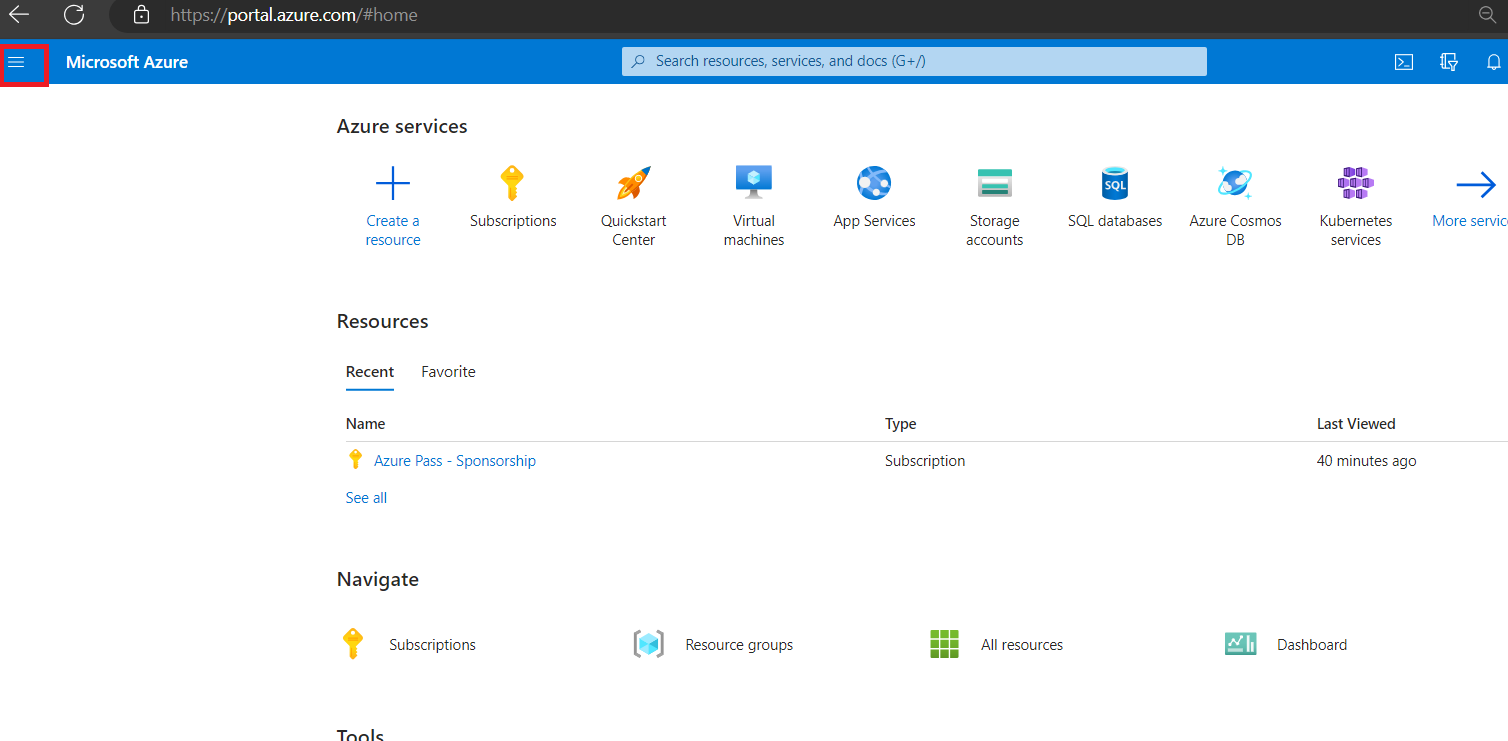 https://portal.azure.com/#home
Microsoft Azure
Search resources, services, and docs (G+/)
Azure services
Create a
resource
Subscriptions
Quickstart
Center
Virtual
machines
App Services
Storage
accounts
SQL
SQL databases
Azure Cosmos
DB
Kubernetes
services
More servic
Resources
Recent Favorite
Name Type Last Viewed
Azure Pass - Sponsorship Subscription 40 minutes ago
See all
Navigate
Subscriptions Resource groups All resources Dashboard
Tools